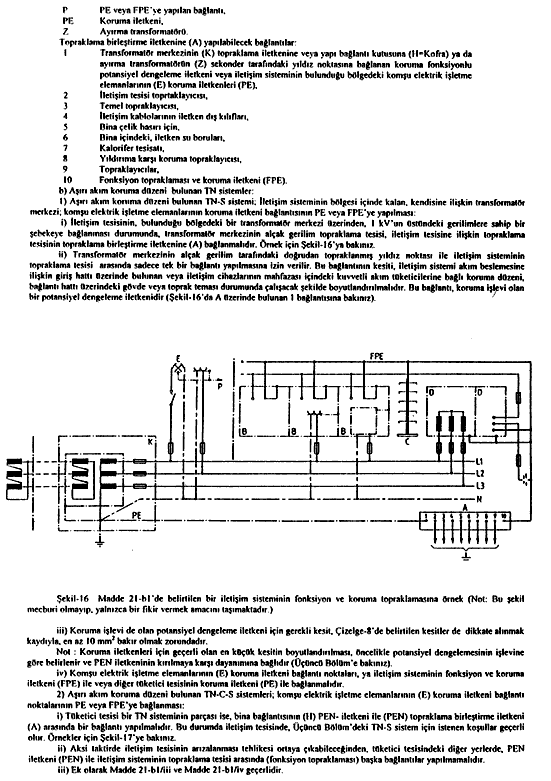 P PE veya FPE'ye yapılan bağlantı,
PE Koruma iletkeni,
Z Ayırma transformatörü.
Topraklama birleştirme iletkenine (A) yapılabilecek bağlantılar:
1 Transformatör merkezinin (K) topraklama iletkenine veya yapı bağlantı kutusuna (H=Kofra) ya da
ayırma transformatörün (Z) sekonder tarafındaki yıldız noktasına bağlanan koruma fonksiyonlu
potansiyel dengeleme iletkeni veya iletişim sisteminin bulunduğu bölgedeki komşu elektrik işletme
elemanlarının (E) koruma iletkenleri (PE),
2 İletişim tesisi toprtaklayıcısı,
3 Temel topraklayıcısı,
4 İletişim kablolarının iletken dış kılıfları,
5 Bina çelik hasırı için,
6 Bina içindeki, iletken su boruları,
7 Kalorifer tesisatı,
8 Yıldırıma karşı koruma topraklayıcısı,
9 Topraklayıcılar,
10 Fonksiyon topraklaması ve koruma iletkeni (FPE).
b) Aşırı akım koruma düzeni bulunan TN sistemler:
1) Aşırı akım koruma düzeni bulunan TN-S sistemi; İletişim sisteminin bölgesi içinde kalan, kendisine ilişkin transformatör
merkezi; komşu elektrik işletme elemanlarının koruma iletkeni bağlantısının PE veya FPE'ye yapılması:
i) İletişim tesisinin, bulunduğu bölgedeki bir transformatör merkezi üzerinden, 1 kV'un üstündeki gerilimlere sahip bir
şebekeye bağlanması durumunda, transformatör merkezinin alçak gerilim topraklama tesisi, iletişim tesisine ilişkin topraklama
tesisinin topraklama birleştirme iletkenine (A) bağlanmalıdır. Örnek için Şekil-16'ya bakınız.
ii) Transformatör merkezinin alçak gerilim tarafındaki doğrudan topraklanmış yıldız noktası ile iletişim sisteminin
topraklama tesisi arasında sadece tek bir bağlantı yapılmasına izin verilir. Bu bağlantının kesiti, iletişim sistemi akım beslemesine
ilişkin giriş hattı üzerinde bulunan veya iletişim cihazlarının mahfazası içindeki kuvvetli akım tüketicilerine bağlı koruma düzeni,
bağlantı hattı üzerindeki gövde veya toprak teması durumunda çalışacak şekilde boyutlandırılmalıdır. Bu bağlantı, koruma işlevi olan
bir potansiyel dengeleme iletkenidir (Şekil-16'da A üzerinde bulunan 1 bağlantısına bakınız).
E FPE
P
B B B C D D
K
L1
L2
L3
N
PE A
1 2 3 4 5 6 7 8 9 10
Şekil-16 Madde 21-b1'de belirtilen bir iletişim sisteminin fonksiyon ve koruma topraklamasına örnek (Not: Bu şekil
mecburi olmayıp, yalnızca bir fikir vermek amacını taşımaktadır.)
iii) Koruma işlevi de olan potansiyel dengeleme iletkeni için gerekli kesit, Çizelge-8'de belirtilen kesitler de dikkate alınmak
kaydıyla, en az 10 mm² bakır olmak zorundadır.
Not : Koruma iletkenleri için geçerli olan en küçük kesitin boyutlandırılması, öncelikle potansiyel dengelemesinin işlevine
göre belirlenir ve PEN iletkeninin kırılmaya karşı dayanımına bağlıdır (Üçüncü Bölüm'e bakınız).
iv) Komşu elektrik işletme elemanlarının (E) koruma iletkeni bağlantı noktaları, ya iletişim sisteminin fonksiyon ve koruma
iletkeni (FPE) ile veya diğer tüketici tesisinin koruma iletkeni (PE) ile bağlanmalıdır.
2) Aşırı akım koruma düzeni bulunan TN-C-S sistemleri; komşu elektrik işletme elemanlarının (E) koruma iletkeni bağlantı
noktalarının PE veya FPE'ye bağlanması:
i) Tüketici tesisi bir TN sisteminin parçası ise, bina bağlantısının (H) PEN- iletkeni ile (PEN) topraklama birleştirme iletkeni
(A) arasında bir bağlantı yapılmalıdır. Bu durumda iletişim tesisinde, Üçüncü Bölüm'deki TN-S sistem için istenen koşullar geçerli
olur. Örnekler için Şekil-17'ye bakınız.
ii) Aksi taktirde iletişim tesisinin arızalanması tehlikesi ortaya çıkabileceğinden, tüketici tesisindeki diğer yerlerde, PEN
iletkeni ile (PEN) iletişim topraklama tesisi arasında (fonksiyon topraklaması) başka bağlantılar yapılmamalıdır.
iii) Ek olarak Madde 21-b1/ii ve Madde 21-b1/iv geçerlidir.